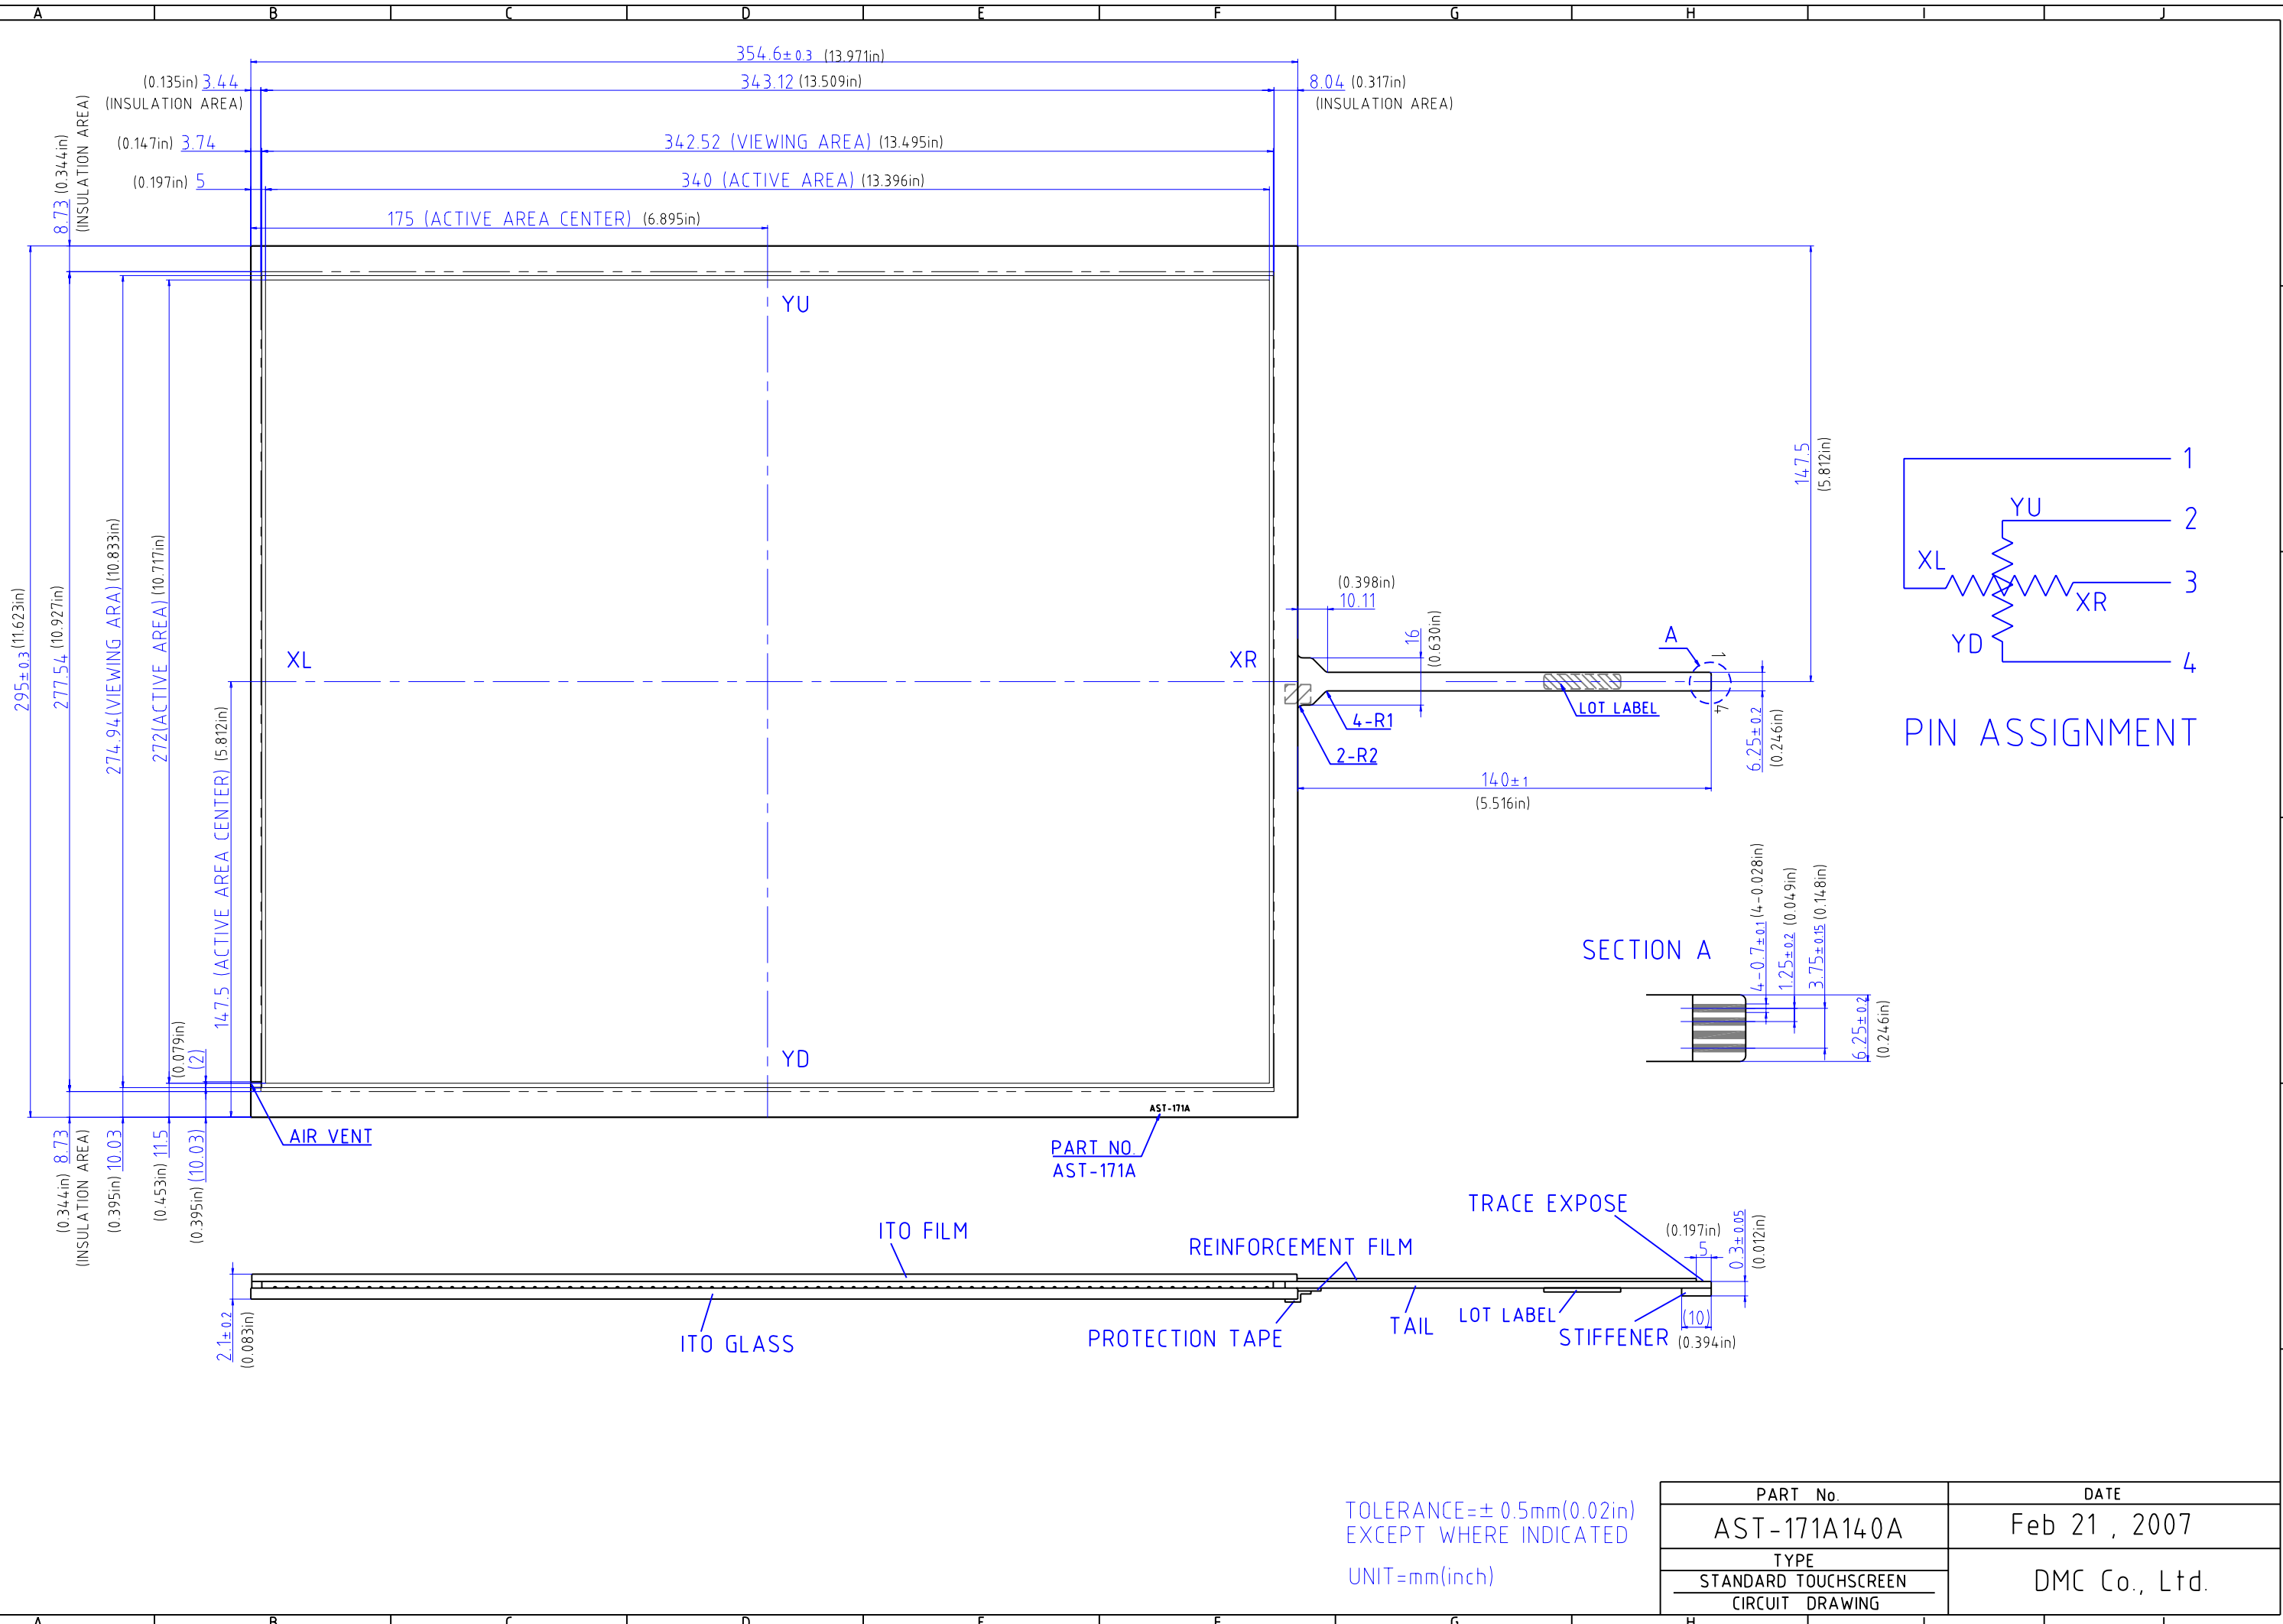 A B C D E F G H I J
354.6±0.3 (13.971in)
(0.135in) 3.44
(INSULATION AREA)
343.12 (13.509in)
8.04 (0.317in)
(INSULATION AREA)
(0.147in) 3.74
342.52 (VIEWING AREA) (13.495in)
(0.197in) 5
340 (ACTIVE AREA) (13.396in)
175 (ACTIVE AREA CENTER) (6.895in)
8.73 (0.344in)
(INSULATION AREA)
295±0.3 (11.623in)
277.54 (10.927in)
274.94(VIEWING ARA) (10.833in)
272(ACTIVE AREA) (10.717in)
147.5 (ACTIVE AREA CENTER) (5.812in)
(0.079in)
(2)
(0.344in) 8.73
(INSULATION AREA)
(0.395in) 10.03
(0.453in) 11.5
(0.395in) (10.03)
YU
XL
XR
YD
AIR VENT
AST-171A
PART NO.
AST-171A
(0.398in)
10.11
16
(0.630in)
4-R1
2-R2
LOT LABEL
A
1
4
147.5
(5.812in)
6.25±0.2
(0.246in)
140±1
(5.516in)
1
YU
2
XL
3
XR
YD
4
PIN ASSIGNMENT
SECTION A
4-0.7±0.1 (4-0.028in)
1.25±0.2 (0.049in)
3.75±0.15 (0.148in)
6.25±0.2
(0.246in)
ITO FILM
ITO GLASS
2.1±0.2
(0.083in)
REINFORCEMENT FILM
PROTECTION TAPE
TAIL
LOT LABEL
TRACE EXPOSE
STIFFENER
(0.197in)
5
0.3±0.05
(0.012in)
(10)
(0.394in)
TOLERANCE=±0.5mm(0.02in)
EXCEPT WHERE INDICATED
UNIT=mm(inch)
PART No.
DATE
AST-171A140A
Feb 21 , 2007
TYPE
STANDARD TOUCHSCREEN
CIRCUIT DRAWING
DMC Co., Ltd.
A B C D E F G H I J